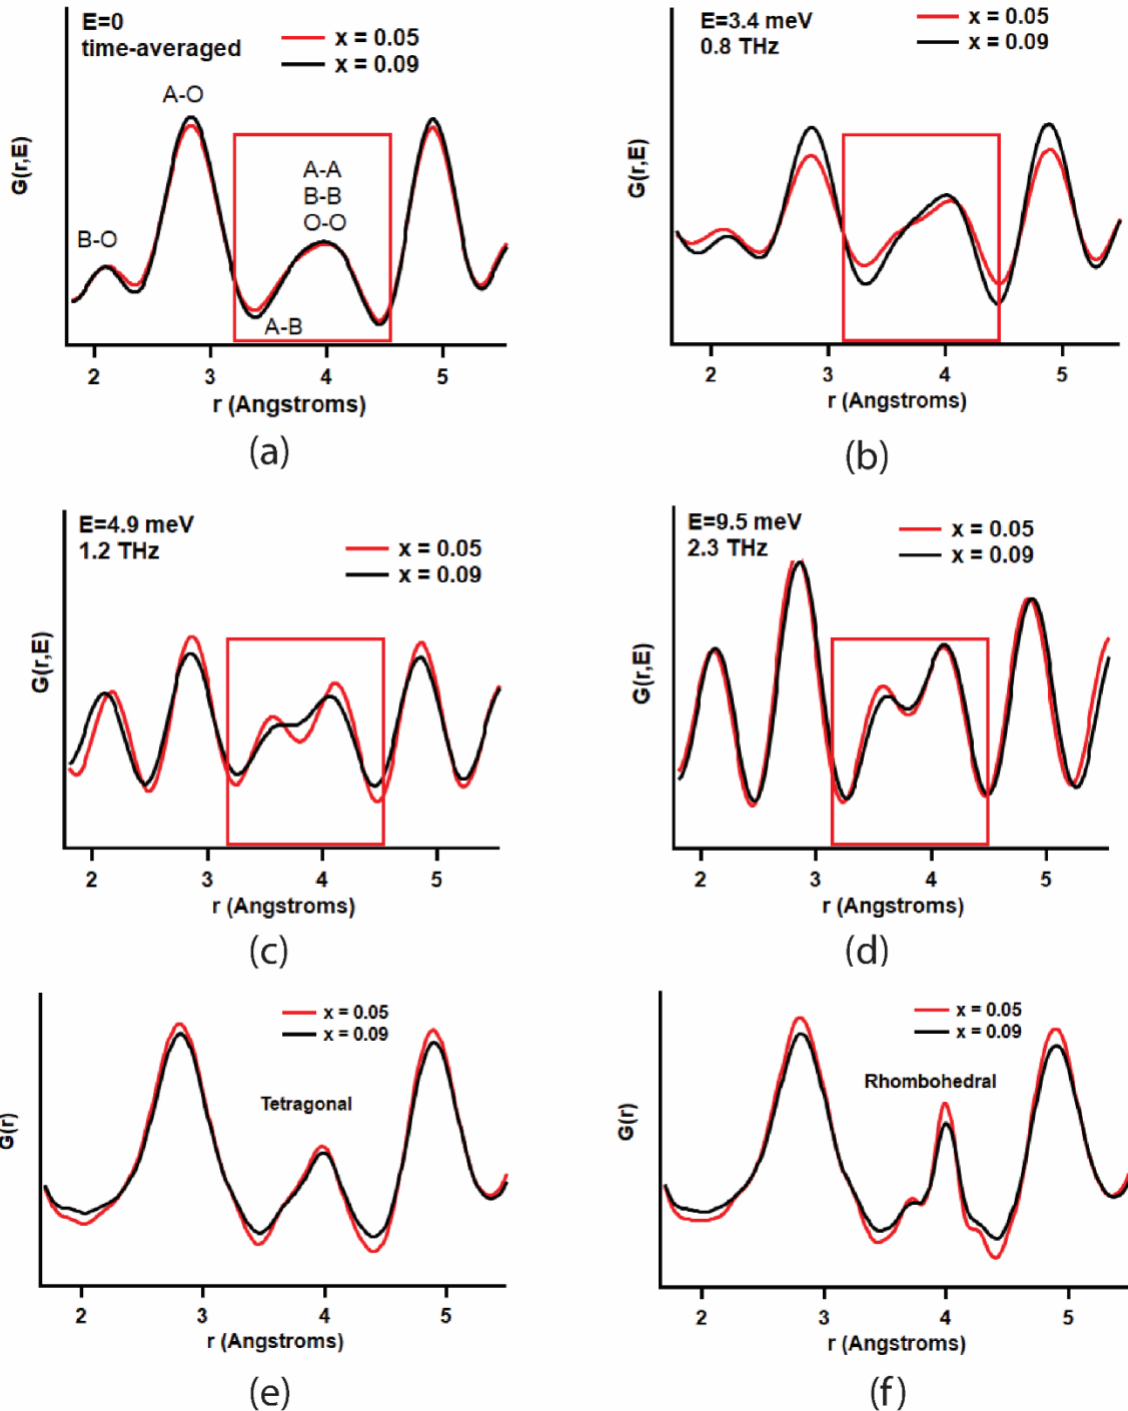 E=0
time-averaged
x = 0.05
x = 0.09
A-O
B-O
A-A
B-B
O-O
A-B
G(r,E)
2 3 4 5
r (Angstroms)
(a)
E=3.4 meV
0.8 THz
x = 0.05
x = 0.09
G(r,E)
2 3 4 5
r (Angstroms)
(b)
E=4.9 meV
1.2 THz
x = 0.05
x = 0.09
G(r,E)
2 3 4 5
r (Angstroms)
(c)
E=9.5 meV
2.3 THz
x = 0.05
x = 0.09
G(r,E)
2 3 4 5
r (Angstroms)
(d)
x = 0.05
x = 0.09
Tetragonal
G(r)
2 3 4 5
r (Angstroms)
(e)
x = 0.05
x = 0.09
Rhombohedral
G(r)
2 3 4 5
r (Angstroms)
(f)